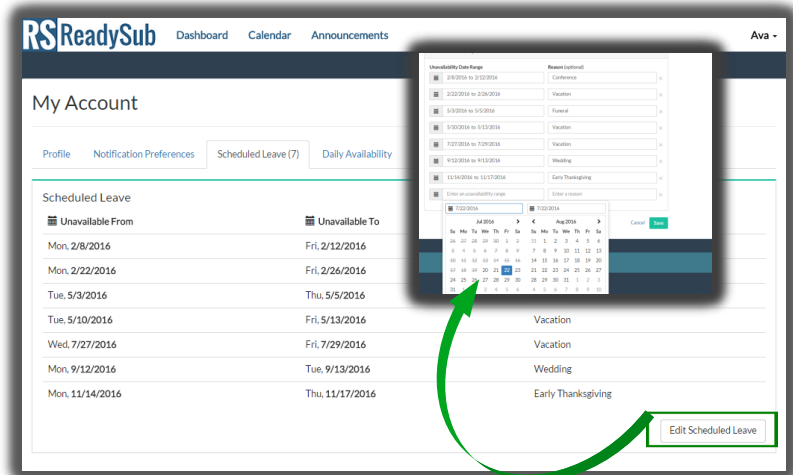 RS ReadySub Dashboard Calendar Announcements Ava
My Account
Profile Notification Preferences Scheduled Leave (7) Daily Availability
Scheduled Leave
Unavailable From Unavailable To
Mon, 2/8/2016 Fri, 2/12/2016
Mon, 2/22/2016 Fri, 2/26/2016
Tue, 5/3/2016 Thu, 5/5/2016
Tue, 5/10/2016 Fri, 5/13/2016 Vacation
Wed, 7/27/2016 Fri, 7/29/2016 Vacation
Mon, 9/12/2016 Tue, 9/13/2016 Wedding
Mon, 11/14/2016 Thu, 11/17/2016 Early Thanksgiving
Edit Scheduled Leave
Unavailability Date Range Reason (optional)
2/8/2016 to 2/12/2016 Conference
2/22/2016 to 2/26/2016 Vacation
5/3/2016 to 5/5/2016 Funeral
5/10/2016 to 5/13/2016 Vacation
7/27/2016 to 7/29/2016 Vacation
9/12/2016 to 9/13/2016 Wedding
11/14/2016 to 11/17/2016 Early Thanksgiving
Enter an unavailability range Enter a reason
7/22/2016 7/22/2016
Jul 2016 Aug 2016 Cancel Save
Su Mo Tu We Th Fr Sa Su Mo Tu We Th Fr Sa
26 27 28 29 30 1 2 31 1 2 3 4 5 6
3 4 5 6 7 8 9 7 8 9 10 11 12 13
10 11 12 13 14 15 16 14 15 16 17 18 19 20
17 18 19 20 21 22 23 21 22 23 24 25 26 27
24 25 26 27 28 29 30 28 29 30 31 1 2 3
31 2 3 4 5 6 4 5 6 7 8 9 10